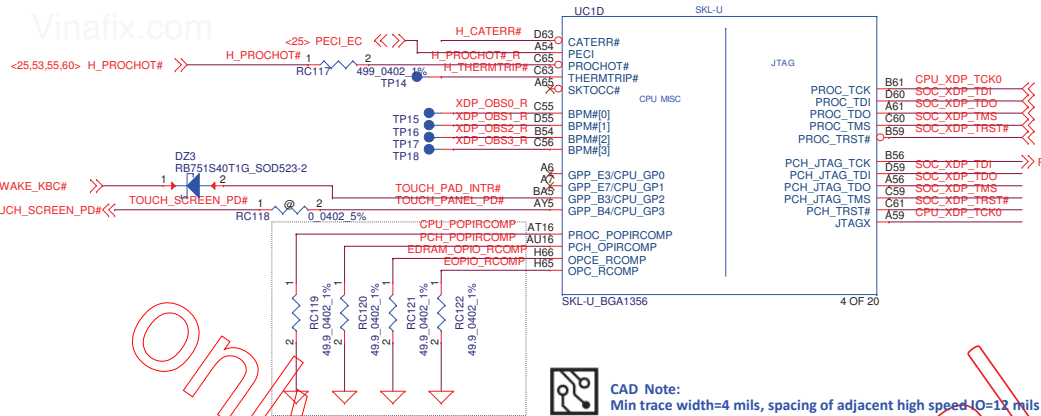 Vinafix.com
UC1D
SKL-U
<25> PECI_EC
H_CATERR# D63
A54
<25,53,55,60> H_PROCHOT#
H_PROCHOT# 1 2 H_PROCHOT#_R C65
RC117 499_0402_1%
H_THERMTRIP# C63
TP14
A65
CATERR#
PECI
PROCHOT#
THERMTRIP#
SKTOCC#
JTAG
CPU MISC
XDP_OBS0_R C55
XDP_OBS1_R D55
XDP_OBS2_R B54
XDP_OBS3_R C56
TP15
TP16
TP17
TP18
BPM#[0]
BPM#[1]
BPM#[2]
BPM#[3]
PROC_TCK B61 CPU_XDP_TCK0
PROC_TDI D60 SOC_XDP_TDI
PROC_TDO A61 SOC_XDP_TDO
PROC_TMS C60 SOC_XDP_TMS
PROC_TRST# B59 SOC_XDP_TRST#
PCH_JTAG_TCK B56
PCH_JTAG_TDI D59 SOC_XDP_TDI
PCH_JTAG_TDO A56 SOC_XDP_TDO
PCH_JTAG_TMS C59 SOC_XDP_TMS
PCH_TRST# C61 SOC_XDP_TRST#
JTAGX A59 CPU_XDP_TCK0
DZ3
RB751S40T1G_SOD523-2
WAKE_KBC# 1 2
A6 GPP_E3/CPU_GP0
A7 GPP_E7/CPU_GP1
TOUCH_PAD_INTR# BA5 GPP_B3/CPU_GP2
TOUCH_PANEL_PD# AY5 GPP_B4/CPU_GP3
UCH_SCREEN_PD# TOUCH_SCREEN_PD# 1 @ 2
RC118 0_0402_5%
CPU_POPIRCOMP AT16 PROC_POPIRCOMP
PCH_POPIRCOMP AU16 PCH_OPIRCOMP
EDRAM_OPIO_RCOMP H66 OPCE_RCOMP
EOPIO_RCOMP H65 OPC_RCOMP
SKL-U_BGA1356
4 OF 20
1 1 1 1
RC119 49.9_0402_1%
RC120 49.9_0402_1%
RC121 49.9_0402_1%
RC122 49.9_0402_1%
2 2 2 2
CAD Note:
Min trace width=4 mils, spacing of adjacent high speed IO=12 mils